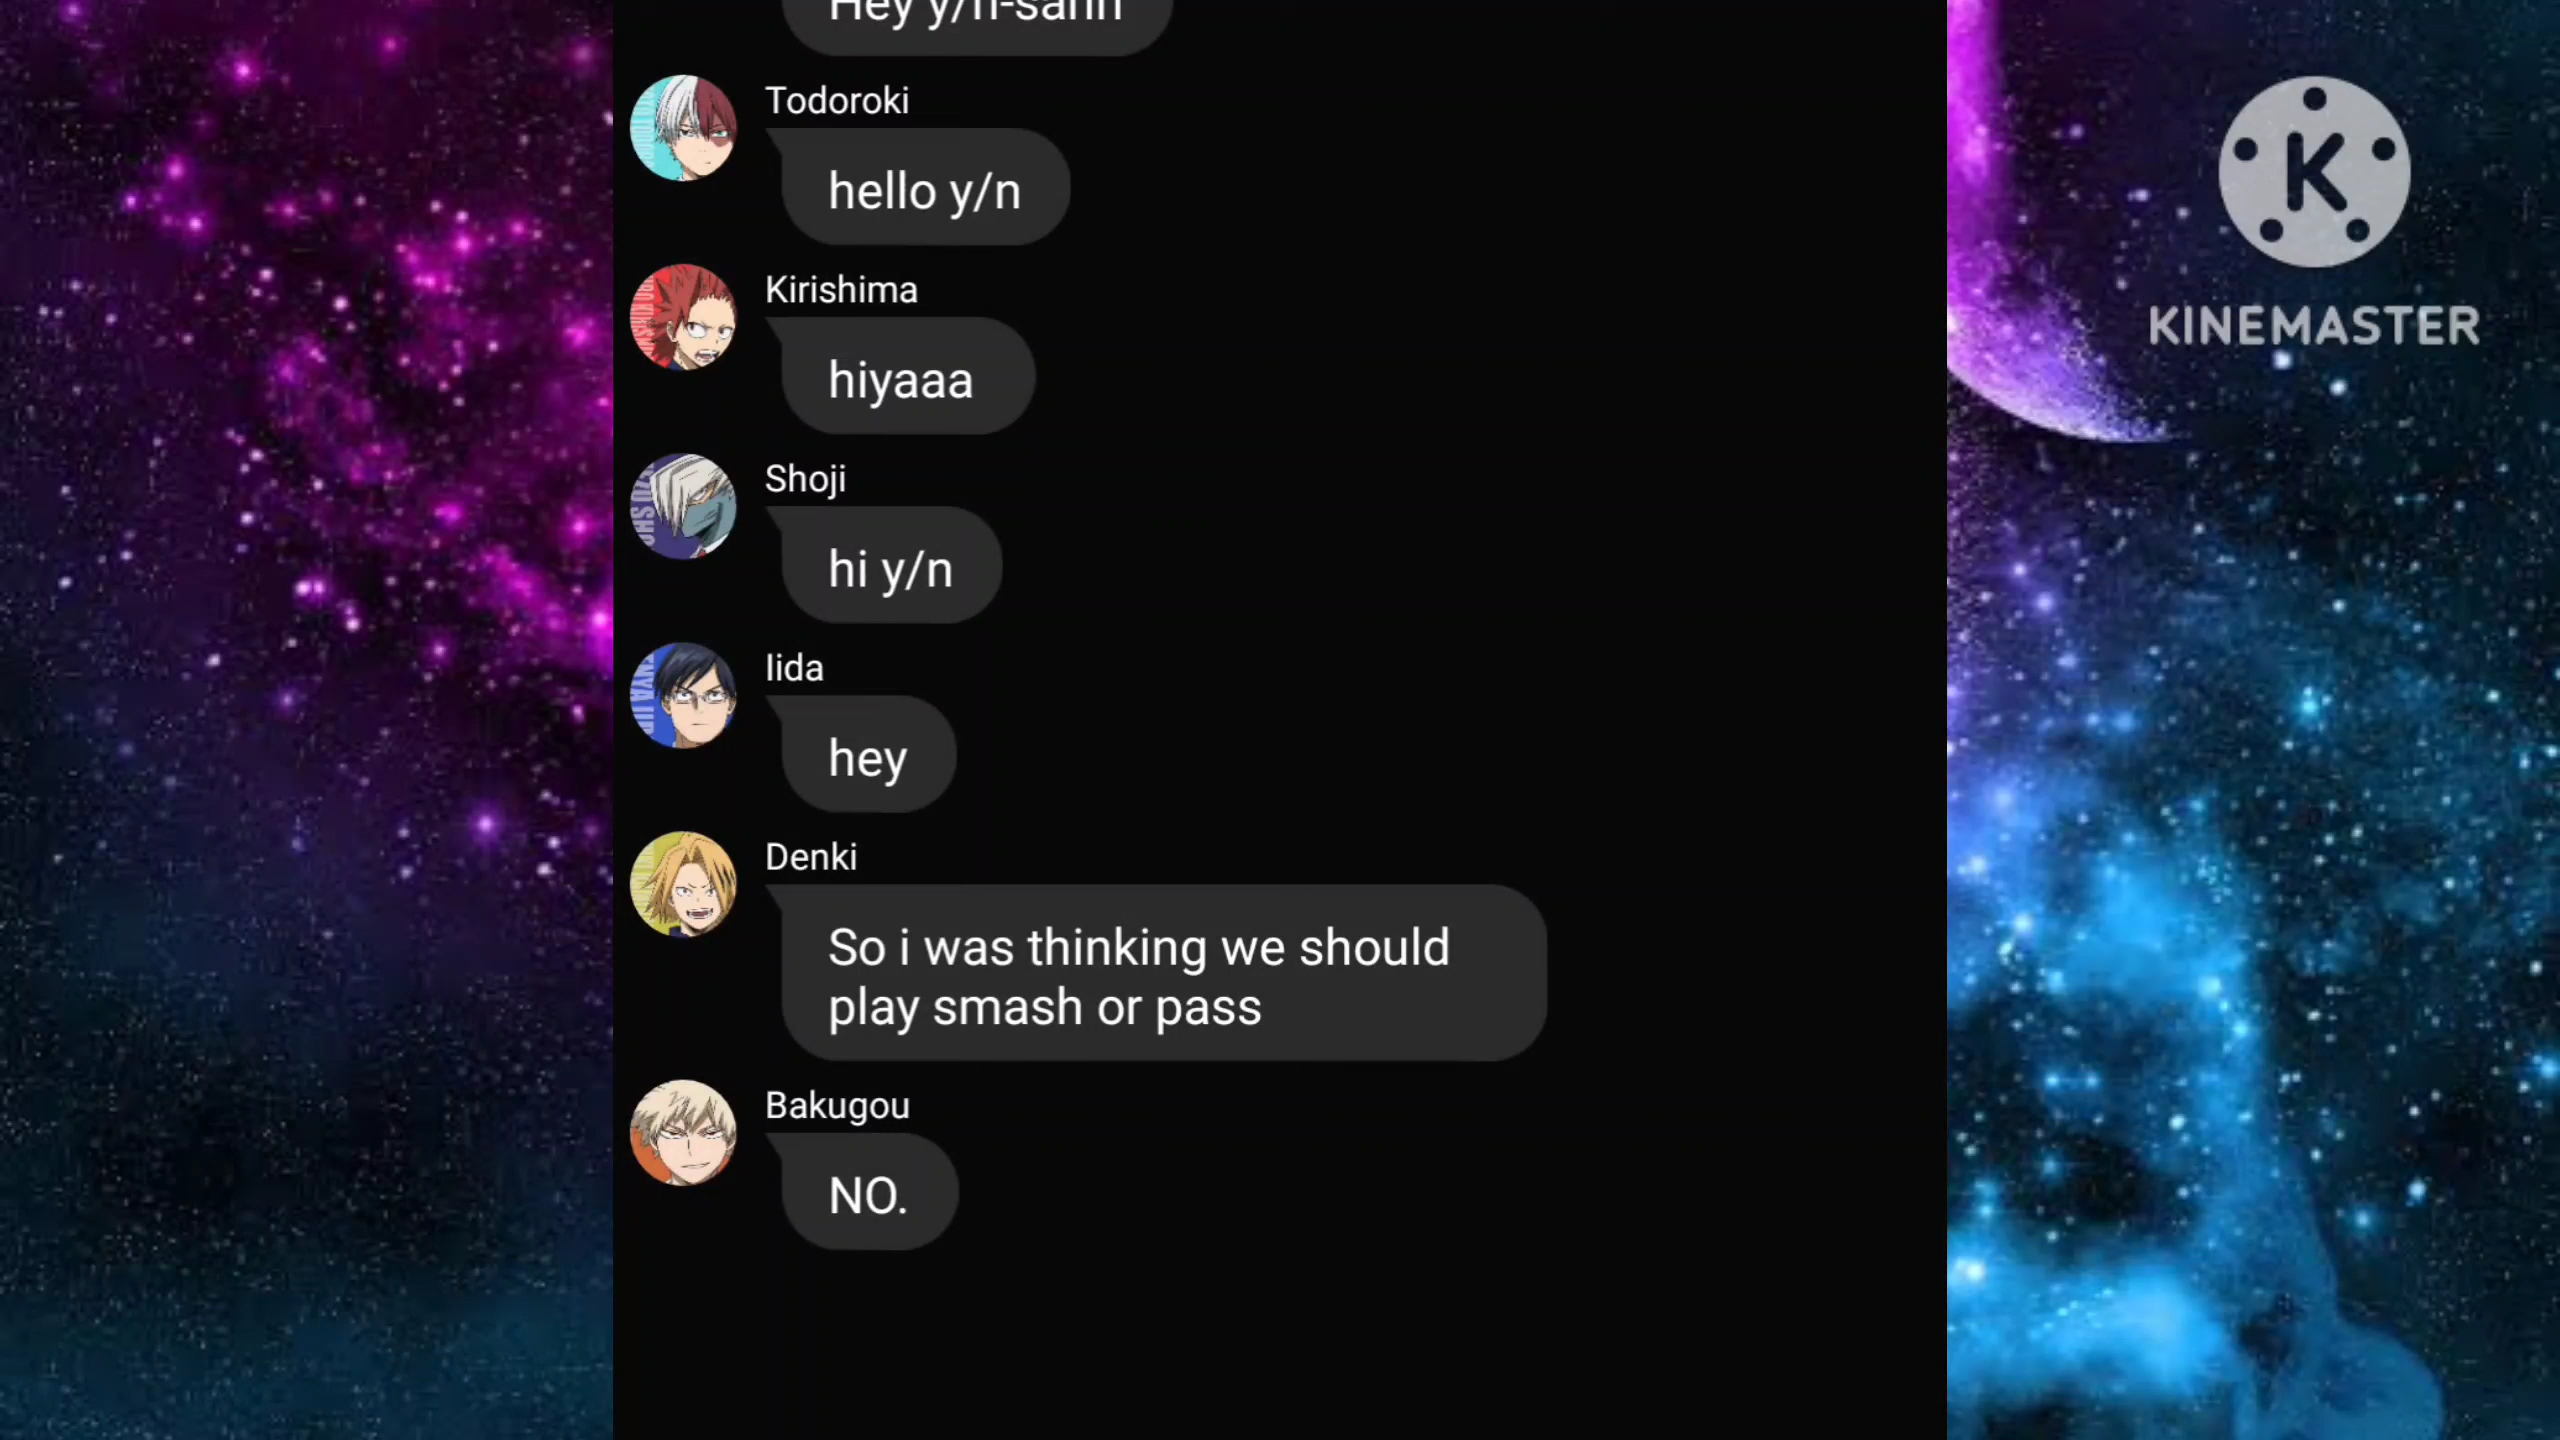 Hey y/n-sann
Todoroki
hello y/n
Kirishima
hiyaaa
Shoji
hi y/n
Iida
hey
Denki
So i was thinking we should
play smash or pass
Bakugou
NO.
K
KINEMASTER